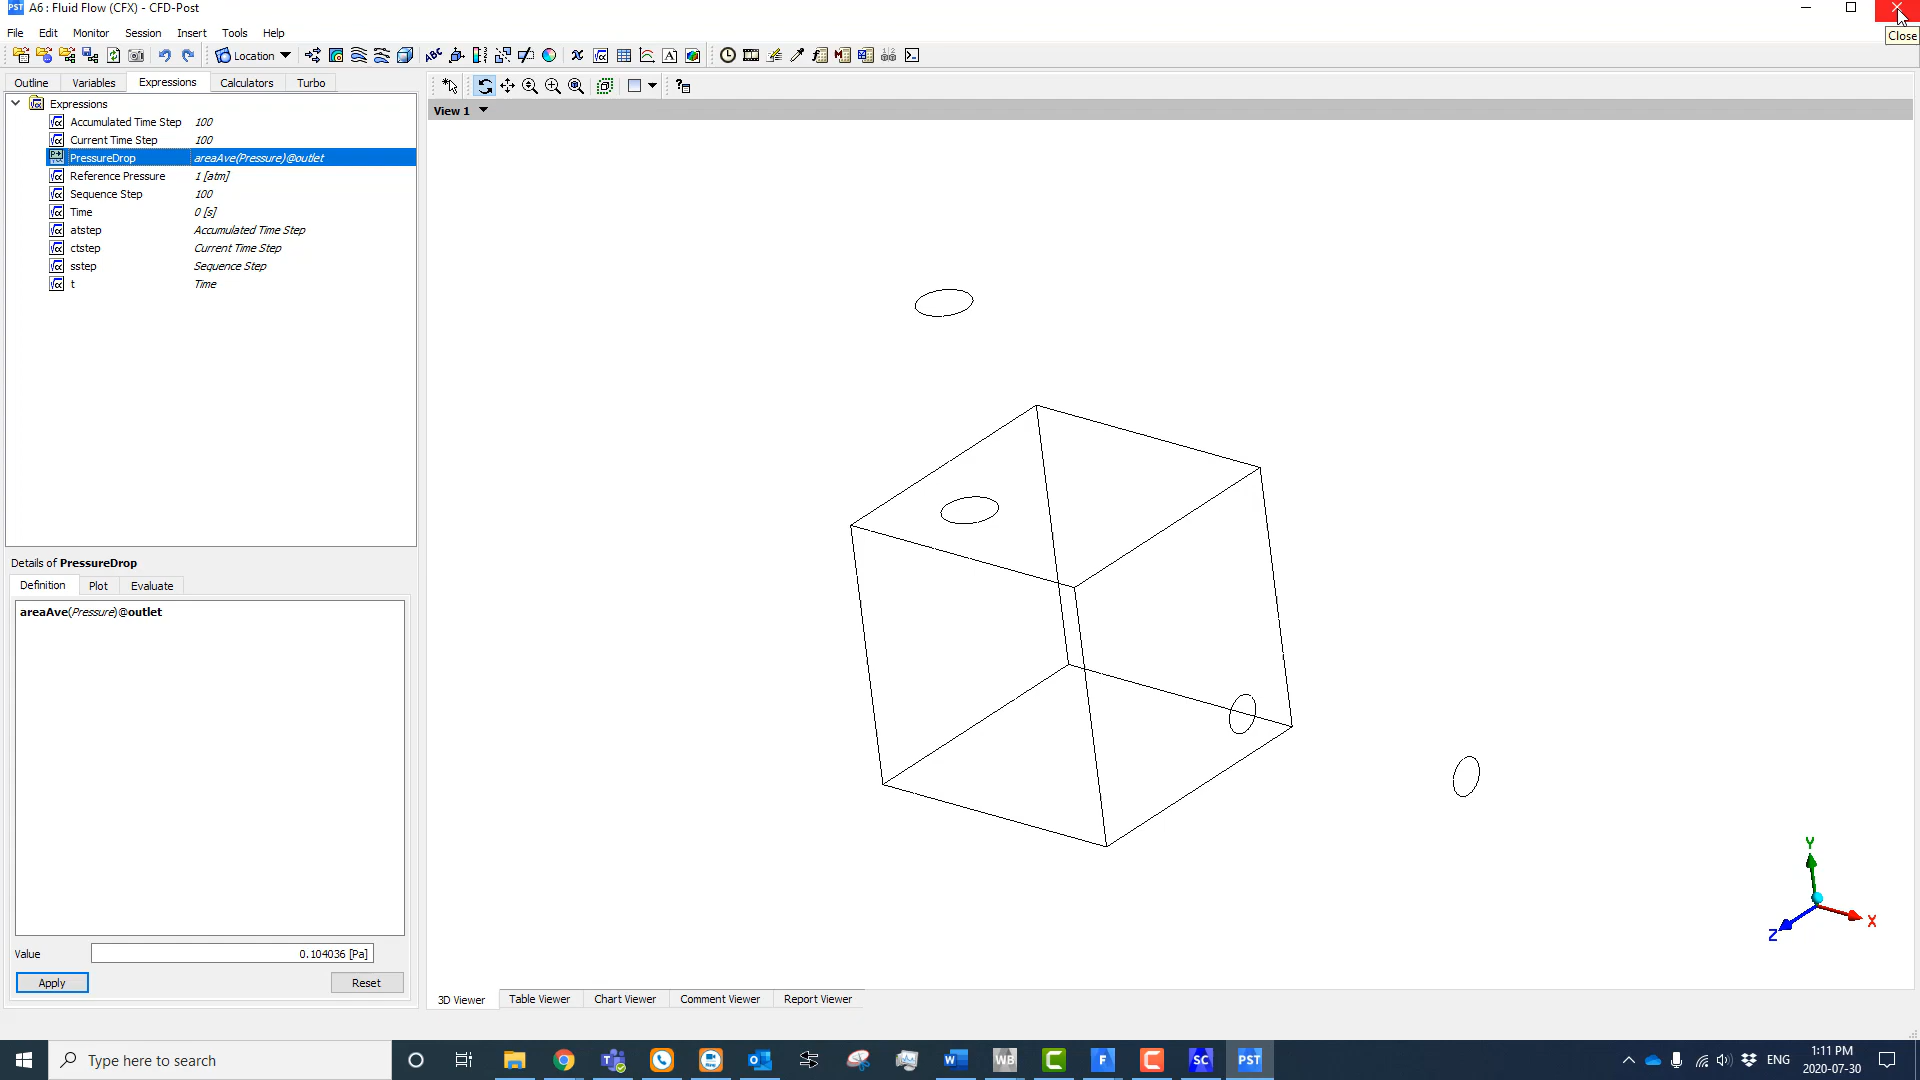 PST A6 : Fluid Flow (CFX) - CFD-Post
Close
File Edit Monitor Session Insert Tools Help
Location
Outline Variables Expressions Calculators Turbo
View 1
Expressions
Accumulated Time Step 100
Current Time Step 100
PressureDrop areaAve(Pressure)@outlet
Reference Pressure 1 [atm]
Sequence Step 100
Time 0 [s]
atstep Accumulated Time Step
ctstep Current Time Step
sstep Sequence Step
t Time
Details of PressureDrop
Definition Plot Evaluate
areaAve(Pressure)@outlet
Y
X
Z
Value 0.104036 [Pa]
Apply Reset
3D Viewer Table Viewer Chart Viewer Comment Viewer Report Viewer
Type here to search
WB F SC PST
ENG
1:11 PM
2020-07-30